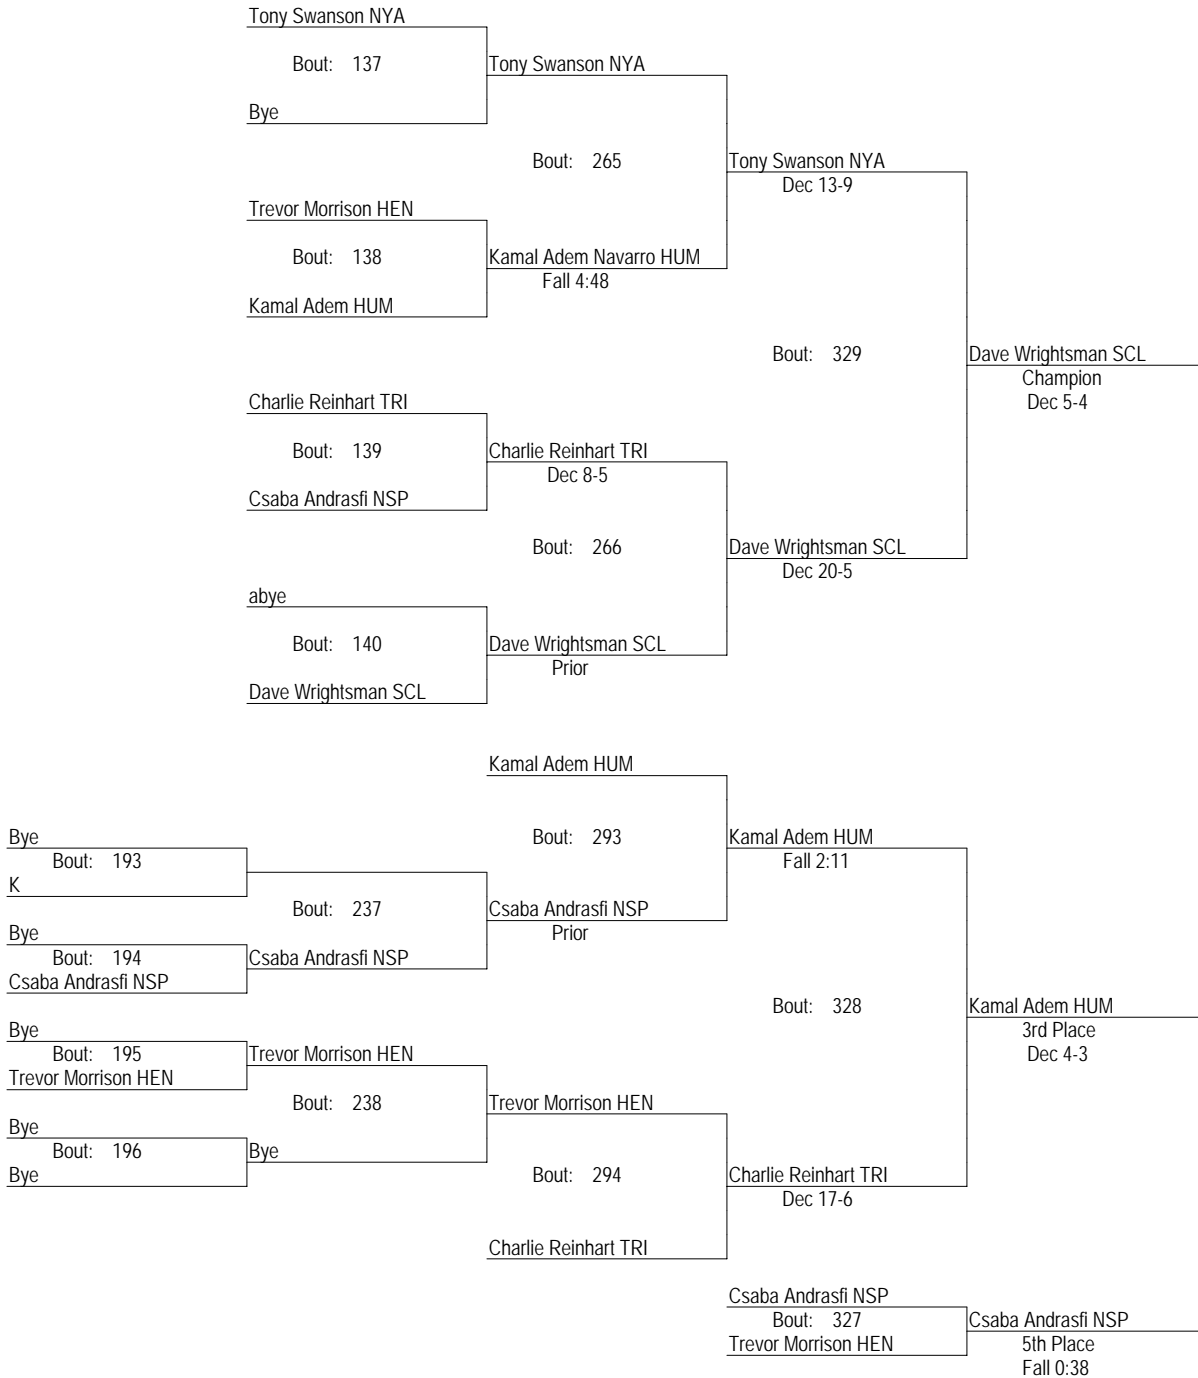 Tony Swanson NYA
Bout: 137
Tony Swanson NYA
Bye
Bout: 265
Tony Swanson NYA
Dec 13-9
Trevor Morrison HEN
Bout: 138
Kamal Adem Navarro HUM
Fall 4:48
Kamal Adem HUM
Bout: 329
Dave Wrightsman SCL
Champion
Dec 5-4
Charlie Reinhart TRI
Bout: 139
Charlie Reinhart TRI
Dec 8-5
Csaba Andrasfi NSP
Bout: 266
Dave Wrightsman SCL
Dec 20-5
abye
Bout: 140
Dave Wrightsman SCL
Prior
Dave Wrightsman SCL
Kamal Adem HUM
Bye
Bout: 193
K
Bout: 293
Kamal Adem HUM
Fall 2:11
Bout: 237
Csaba Andrasfi NSP
Prior
Bye
Bout: 194
Csaba Andrasfi NSP
Csaba Andrasfi NSP
Bout: 328
Kamal Adem HUM
3rd Place
Dec 4-3
Bye
Bout: 195
Trevor Morrison HEN
Trevor Morrison HEN
Bout: 238
Trevor Morrison HEN
Bye
Bout: 196
Bye
Bye
Bout: 294
Charlie Reinhart TRI
Dec 17-6
Charlie Reinhart TRI
Csaba Andrasfi NSP
Bout: 327
Trevor Morrison HEN
Csaba Andrasfi NSP
5th Place
Fall 0:38